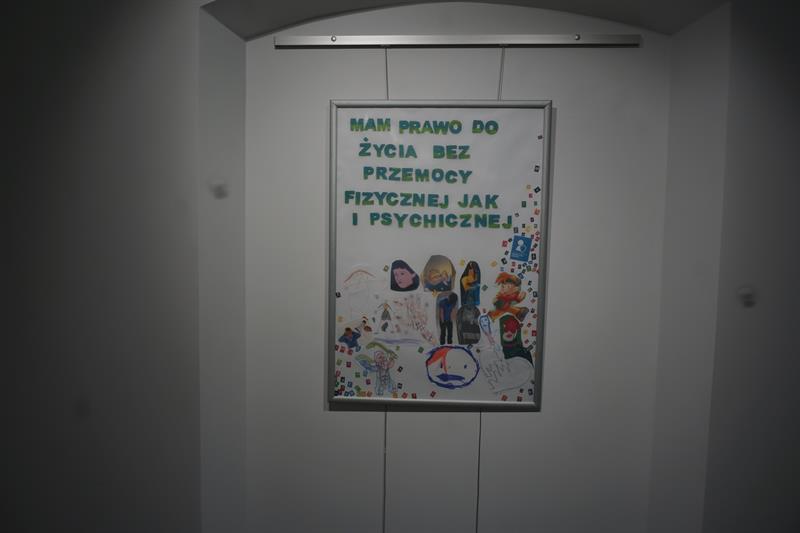 MAM PRAWO DO
ŻYCIA BEZ
PRZEMOCY
FIZYCZNEJ JAK
I PSYCHICZNEJ